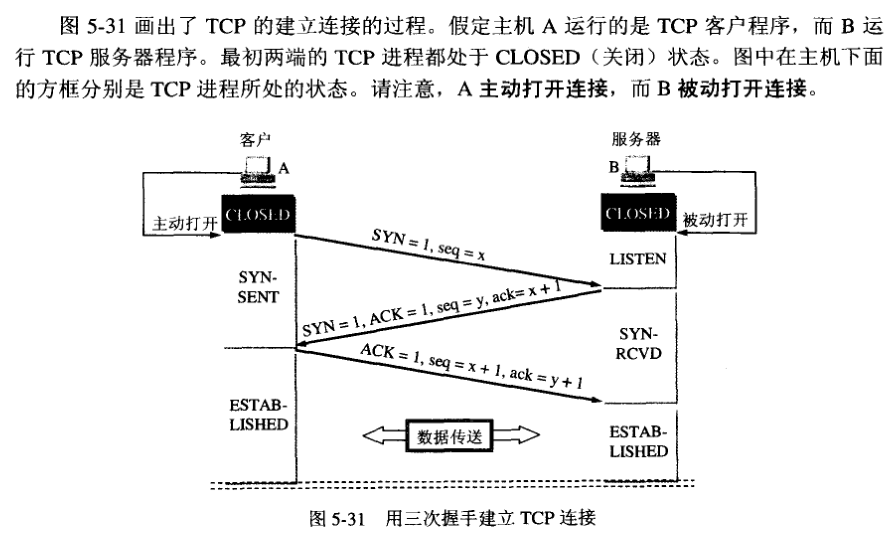 图 5-31 画出了 TCP 的建立连接的过程。假定主机 A 运行的是 TCP 客户程序，而 B 运
行 TCP 服务器程序。最初两端的 TCP 进程都处于 CLOSED（关闭）状态。图中在主机下面
的方框分别是 TCP 进程所处的状态。请注意，A 主动打开连接，而 B 被动打开连接。
客户
服务器
A
B
CLOSED
CLOSED
主动打开
被动打开
SYN = 1, seq = x
LISTEN
SYN-
SENT
SYN = 1, ACK = 1, seq = y, ack= x + 1
SYN-
RCVD
ACK = 1, seq = x + 1, ack = y + 1
ESTAB-
LISHED
数据传送
ESTAB-
LISHED
图 5-31 用三次握手建立 TCP 连接